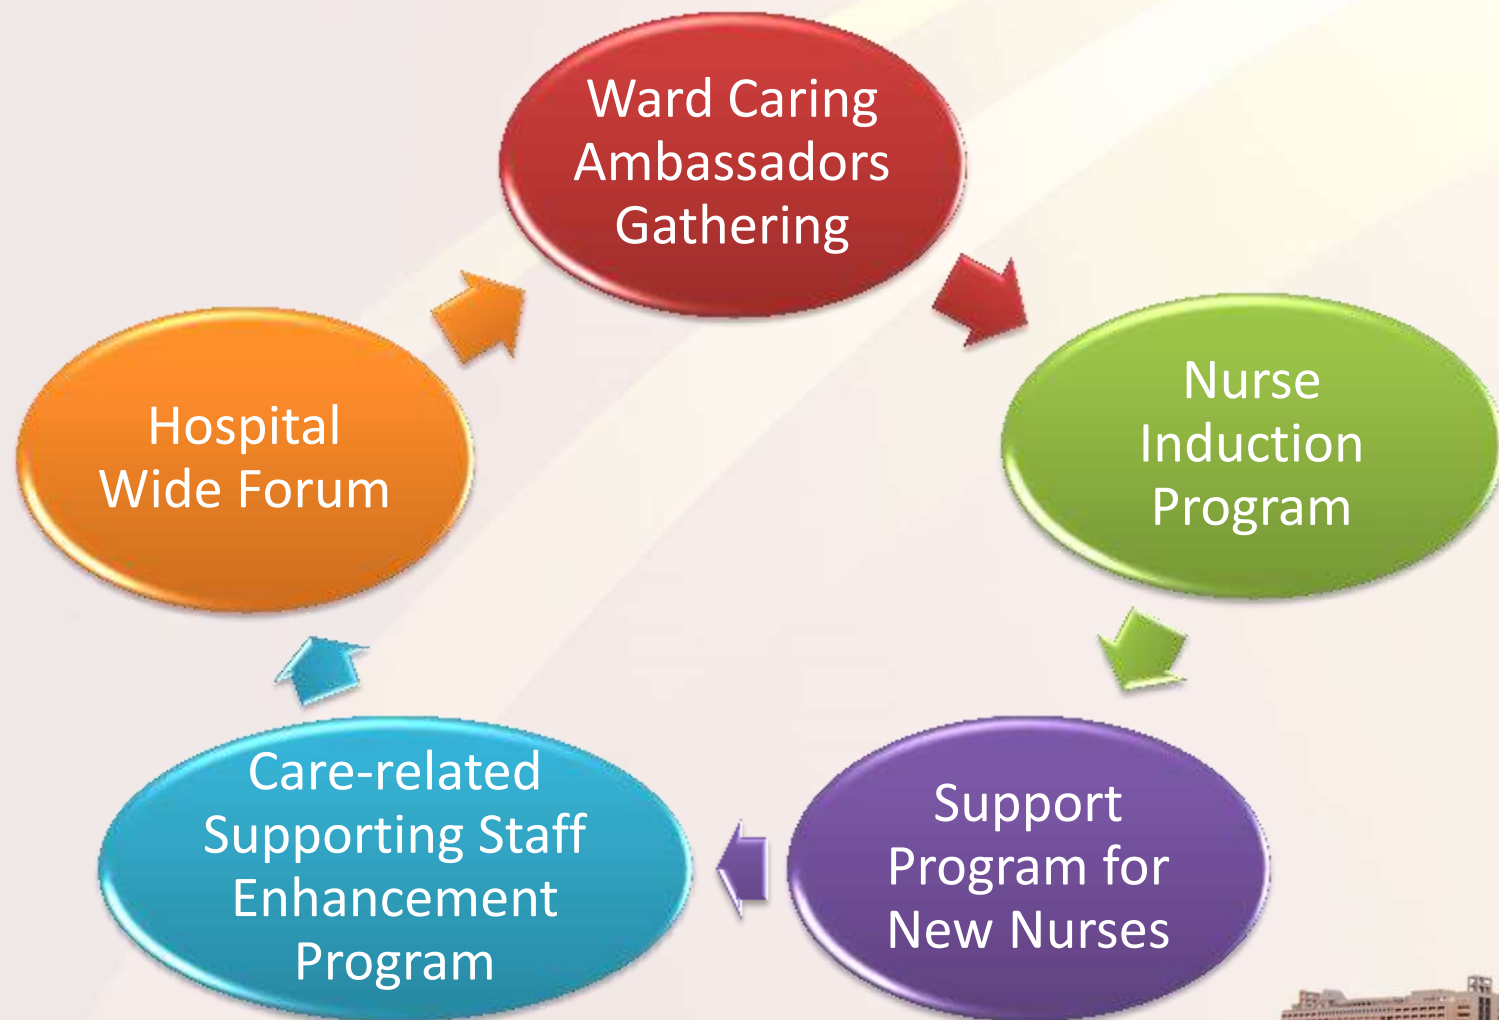 Ward Caring
Ambassadors
Gathering
Nurse
Induction
Program
Support
Program for
New Nurses
Care-related
Supporting Staff
Enhancement
Program
Hospital
Wide Forum